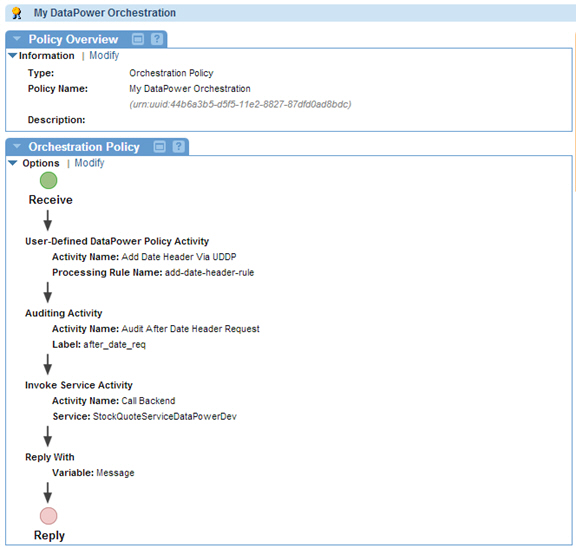 My DataPower Orchestration
Policy Overview ?
Information | Modify
Type: Orchestration Policy
Policy Name: My DataPower Orchestration
(urn:uuid:44b6a3b5-d5f5-11e2-8827-87dfd0ad8bdc)
Description:
Orchestration Policy ?
Options | Modify
Receive
User-Defined DataPower Policy Activity
Activity Name: Add Date Header Via UDDP
Processing Rule Name: add-date-header-rule
Auditing Activity
Activity Name: Audit After Date Header Request
Label: after_date_req
Invoke Service Activity
Activity Name: Call Backend
Service: StockQuoteServiceDataPowerDev
Reply With
Variable: Message
Reply